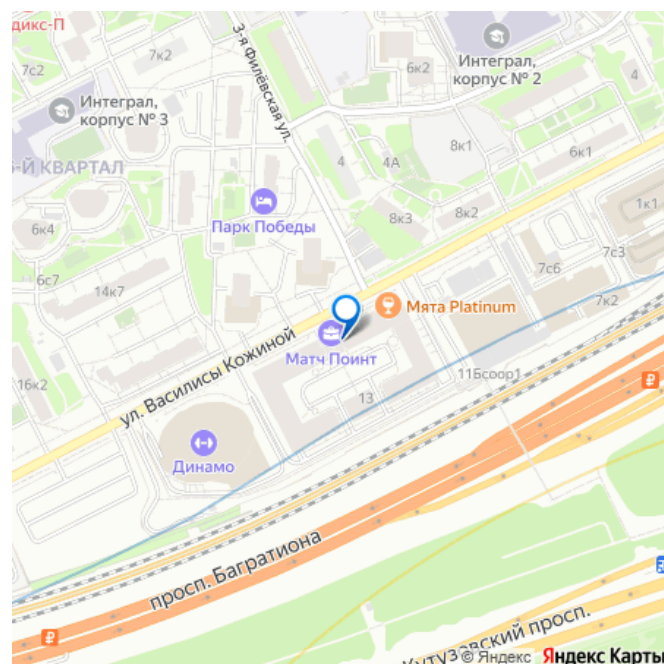 дикс-П
7к2
7с2
Интеграл,
корпус № 3
3-я Филёвская ул.
6к2
Интеграл,
корпус № 2
4
-Й КВАРТАЛ
4
4А
8к1
6к1
8к3
8к2
1к1
6к4
Парк Победы
6с7
14к7
7с6
7с3
7к2
Мята Platinum
Матч Поинт
ул. Василисы Кожиной
16к2
13
11Бсоор1
Динамо
просп. Багратиона
Кутузовский просп.
© Яндекс Яндекс Карты